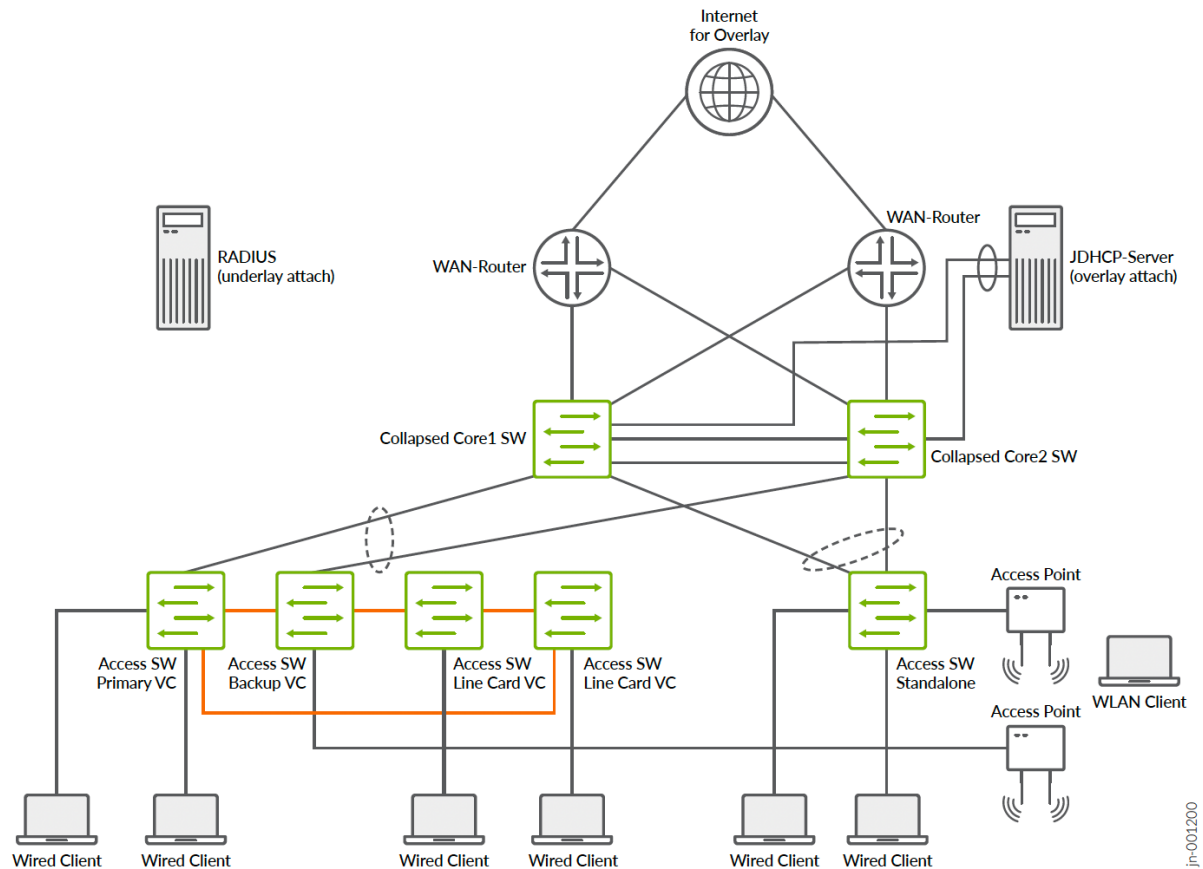 Internet
for Overlay
WAN-Router
WAN-Router
RADIUS
(underlay attach)
JDHCP-Server
(overlay attach)
Collapsed Core1 SW
Collapsed Core2 SW
Access Point
Access SW
Primary VC
Access SW
Backup VC
Access SW
Line Card VC
Access SW
Line Card VC
Access SW
Standalone
WLAN Client
Access Point
Wired Client
Wired Client
Wired Client
Wired Client
Wired Client
Wired Client
jn-001200